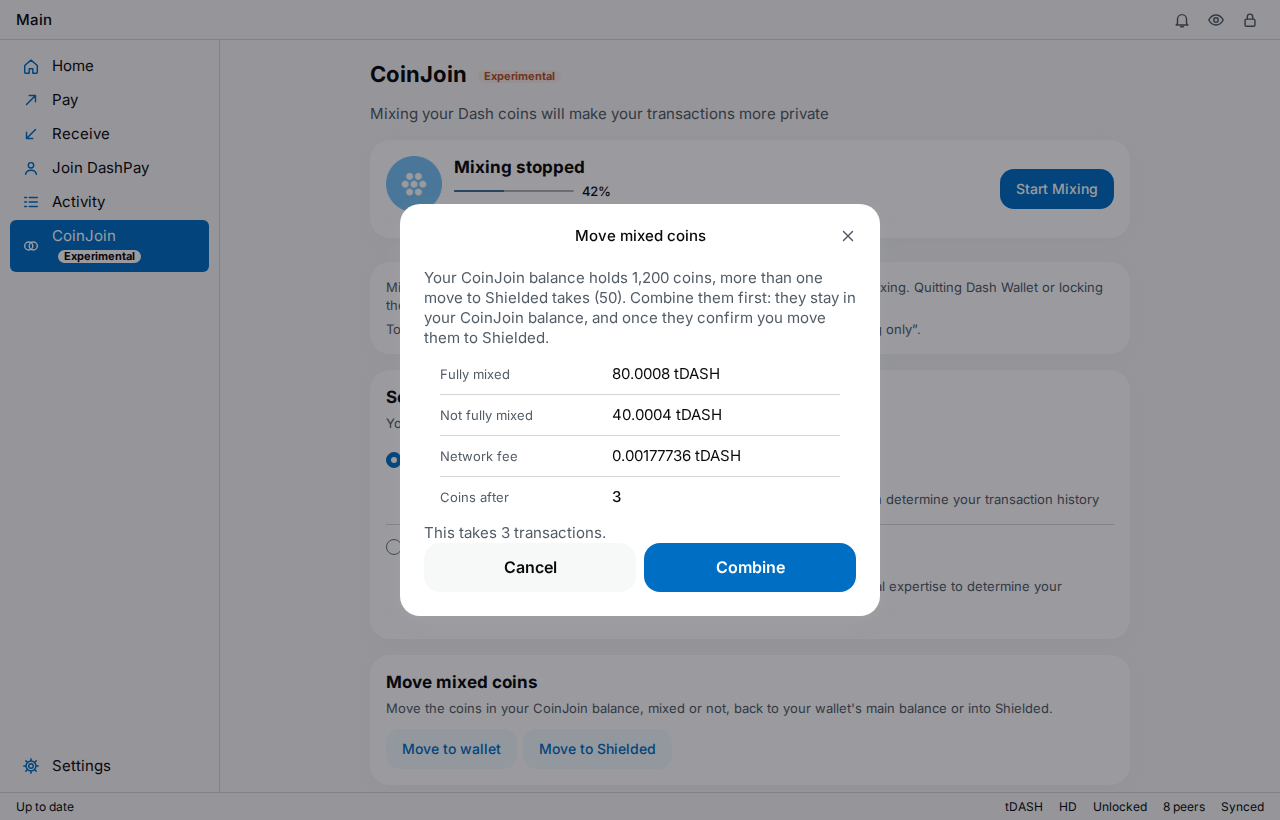 Main
Home
Pay
Receive
Join DashPay
Activity
CoinJoin
Experimental
Settings
CoinJoin Experimental
Mixing your Dash coins will make your transactions more private
Mixing stopped
42%
Start Mixing
xing. Quitting Dash Wallet or locking
only”.
determine your transaction history
expertise to determine your
Move mixed coins
Your CoinJoin balance holds 1,200 coins, more than one
move to Shielded takes (50). Combine them first: they stay in
your CoinJoin balance, and once they confirm you move
them to Shielded.
Fully mixed 80.0008 tDASH
Not fully mixed 40.0004 tDASH
Network fee 0.00177736 tDASH
Coins after 3
This takes 3 transactions.
Cancel Combine
Move mixed coins
Move the coins in your CoinJoin balance, mixed or not, back to your wallet's main balance or into Shielded.
Move to wallet Move to Shielded
Up to date
tDASH HD Unlocked 8 peers Synced